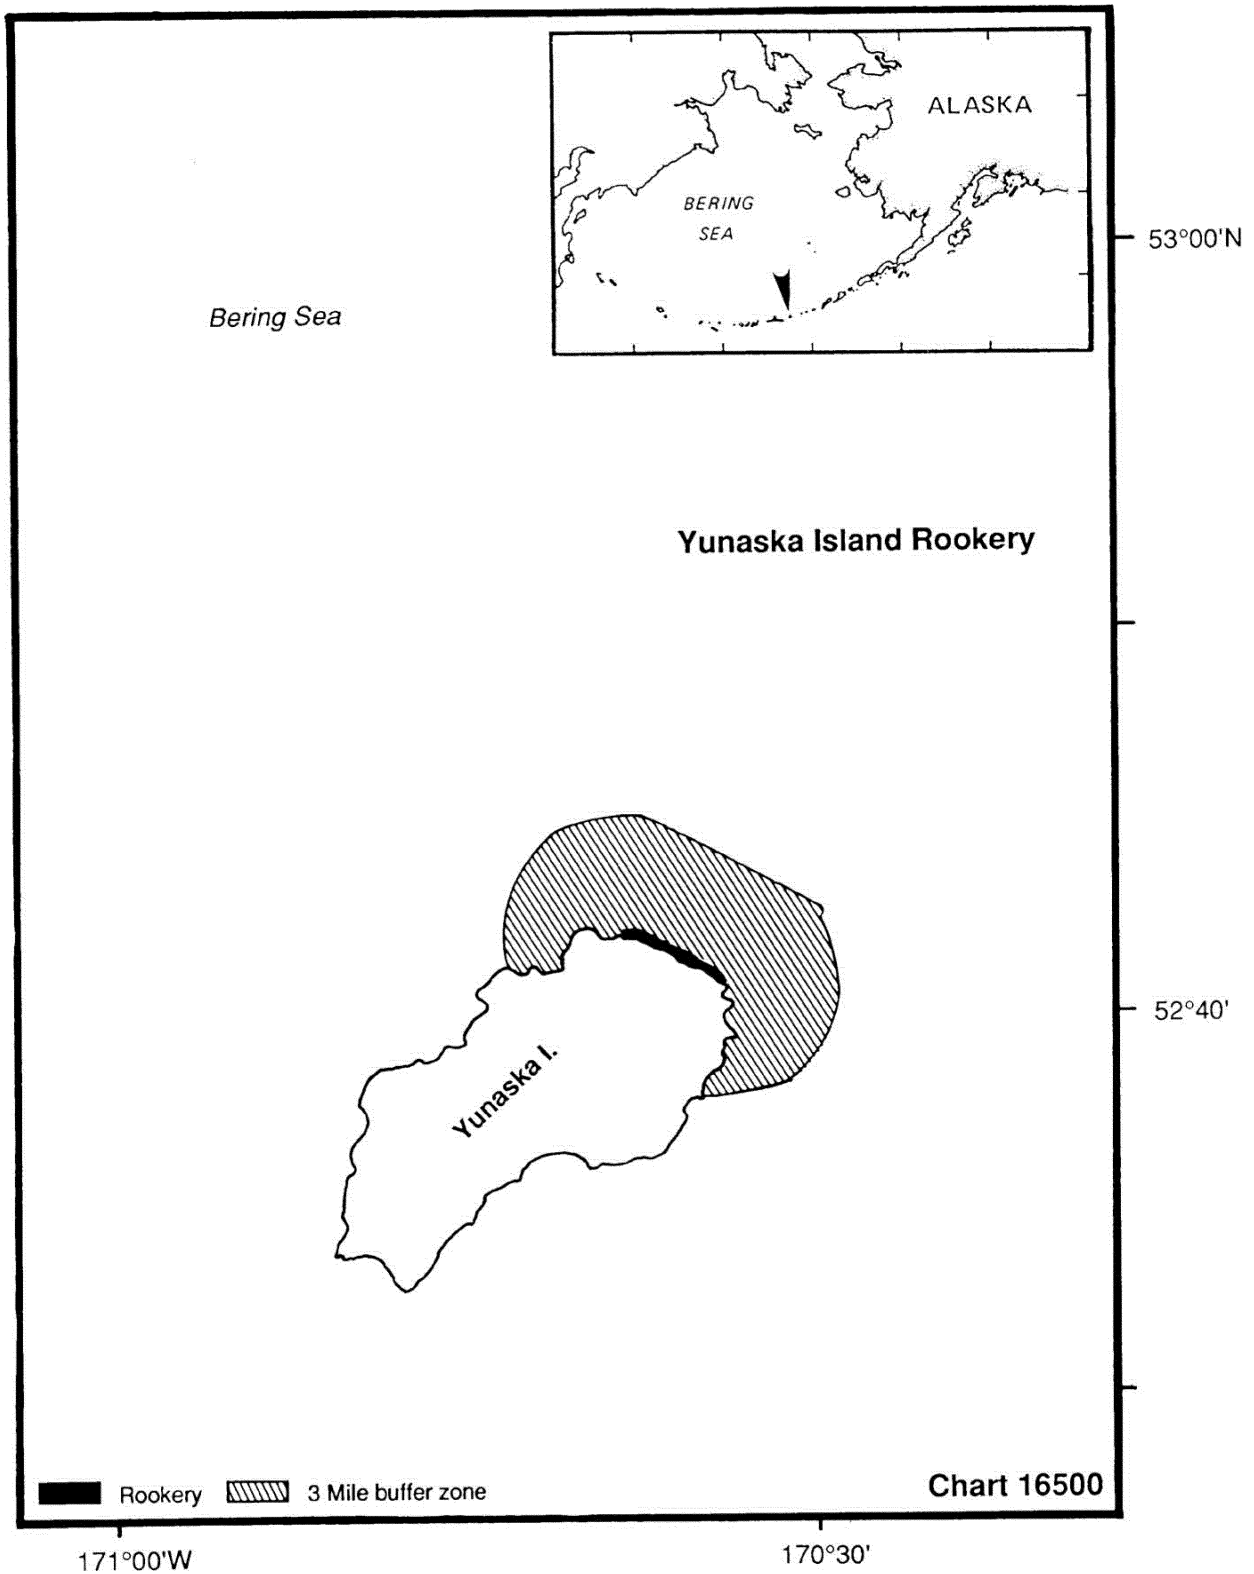 ALASKA
BERING
SEA
53°00'N
Bering Sea
Yunaska Island Rookery
52°40'
Yunaska I.
Rookery
3 Mile buffer zone
Chart 16500
171°00'W
170°30'